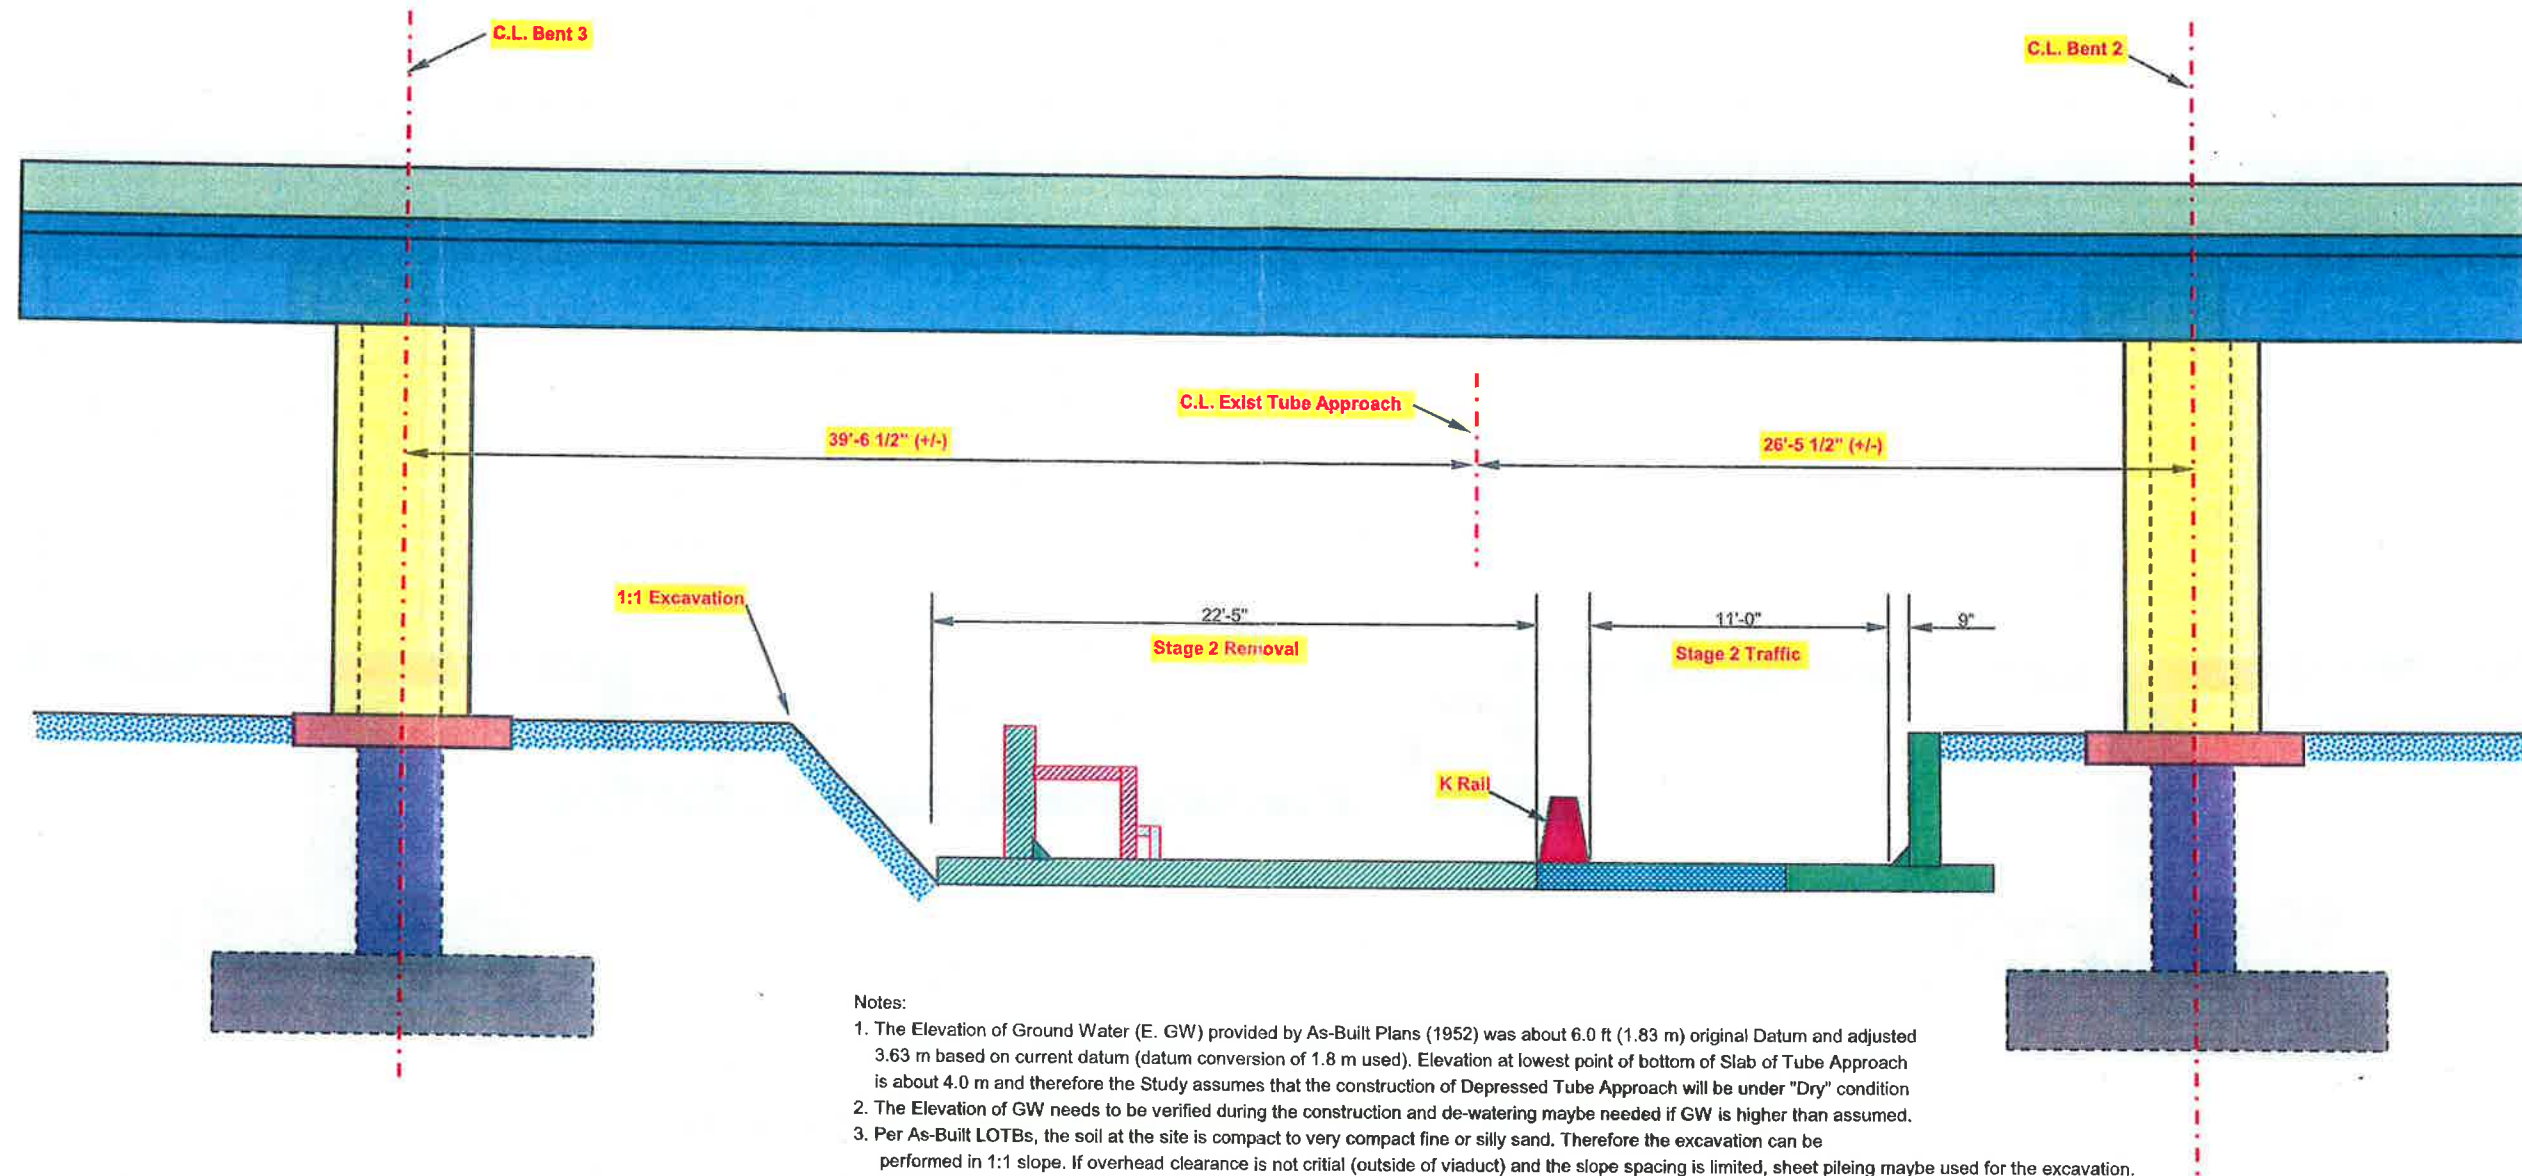 C.L. Bent 3
C.L. Bent 2
C.L. Exist Tube Approach
39'-6 1/2" (+/-)
26'-5 1/2" (+/-)
1:1 Excavation
22'-5"
11'-0"
9"
Stage 2 Removal
Stage 2 Traffic
K Rail
Notes:
1. The Elevation of Ground Water (E. GW) provided by As-Built Plans (1952) was about 6.0 ft (1.83 m) original Datum and adjusted
3.63 m based on current datum (datum conversion of 1.8 m used). Elevation at lowest point of bottom of Slab of Tube Approach
is about 4.0 m and therefore the Study assumes that the construction of Depressed Tube Approach will be under "Dry" condition
2. The Elevation of GW needs to be verified during the construction and de-watering maybe needed if GW is higher than assumed.
3. Per As-Built LOTBs, the soil at the site is compact to very compact fine or silly sand. Therefore the excavation can be
performed in 1:1 slope. If overhead clearance is not critial (outside of viaduct) and the slope spacing is limited, sheet pileing maybe used for the excavation.